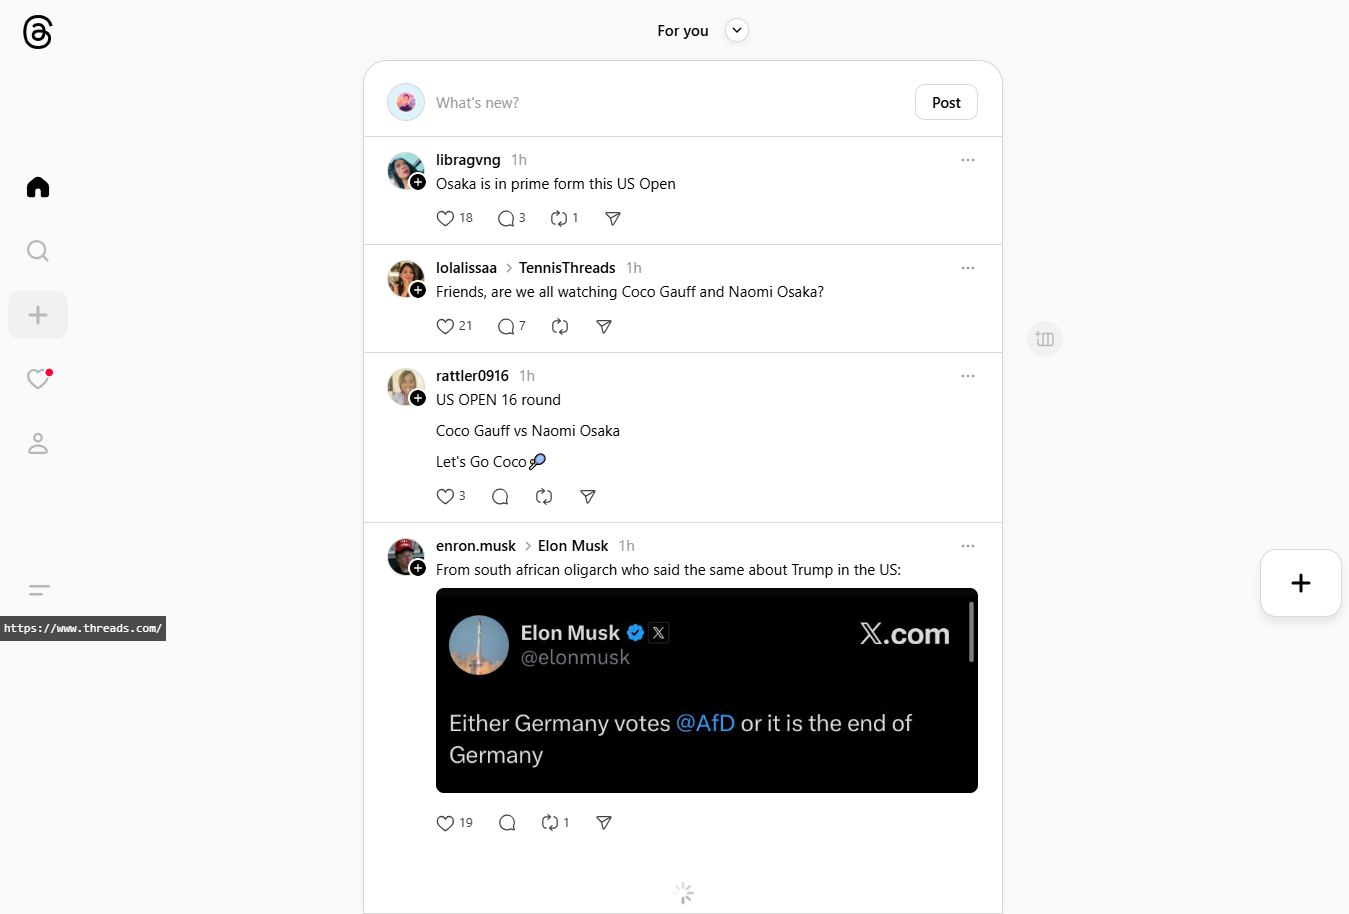 For you
What's new?
Post
libragvng 1h
Osaka is in prime form this US Open
18 3 1
lolalissaa > TennisThreads 1h
Friends, are we all watching Coco Gauff and Naomi Osaka?
21 7
rattler0916 1h
US OPEN 16 round
Coco Gauff vs Naomi Osaka
Let's Go Coco
3
enron.musk > Elon Musk 1h
From south african oligarch who said the same about Trump in the US:
Elon Musk X
@elonmusk
X.com
Either Germany votes @AfD or it is the end of
Germany
19 1
https://www.threads.com/